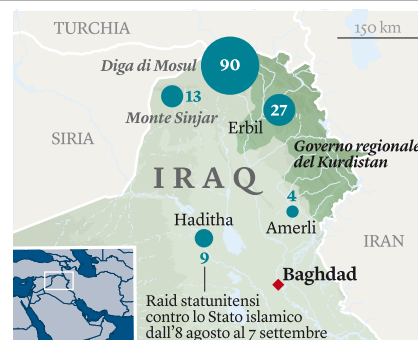 TURCHIA
150 km
Diga di Mosul
90
13
Monte Sinjar
27
Erbil
SIRIA
Governo regionale
del Kurdistan
IRAQ
4
Haditha
Amerli
9
IRAN
Baghdad
Raid statunitensi
contro lo Stato islamico
dall'8 agosto al 7 settembre